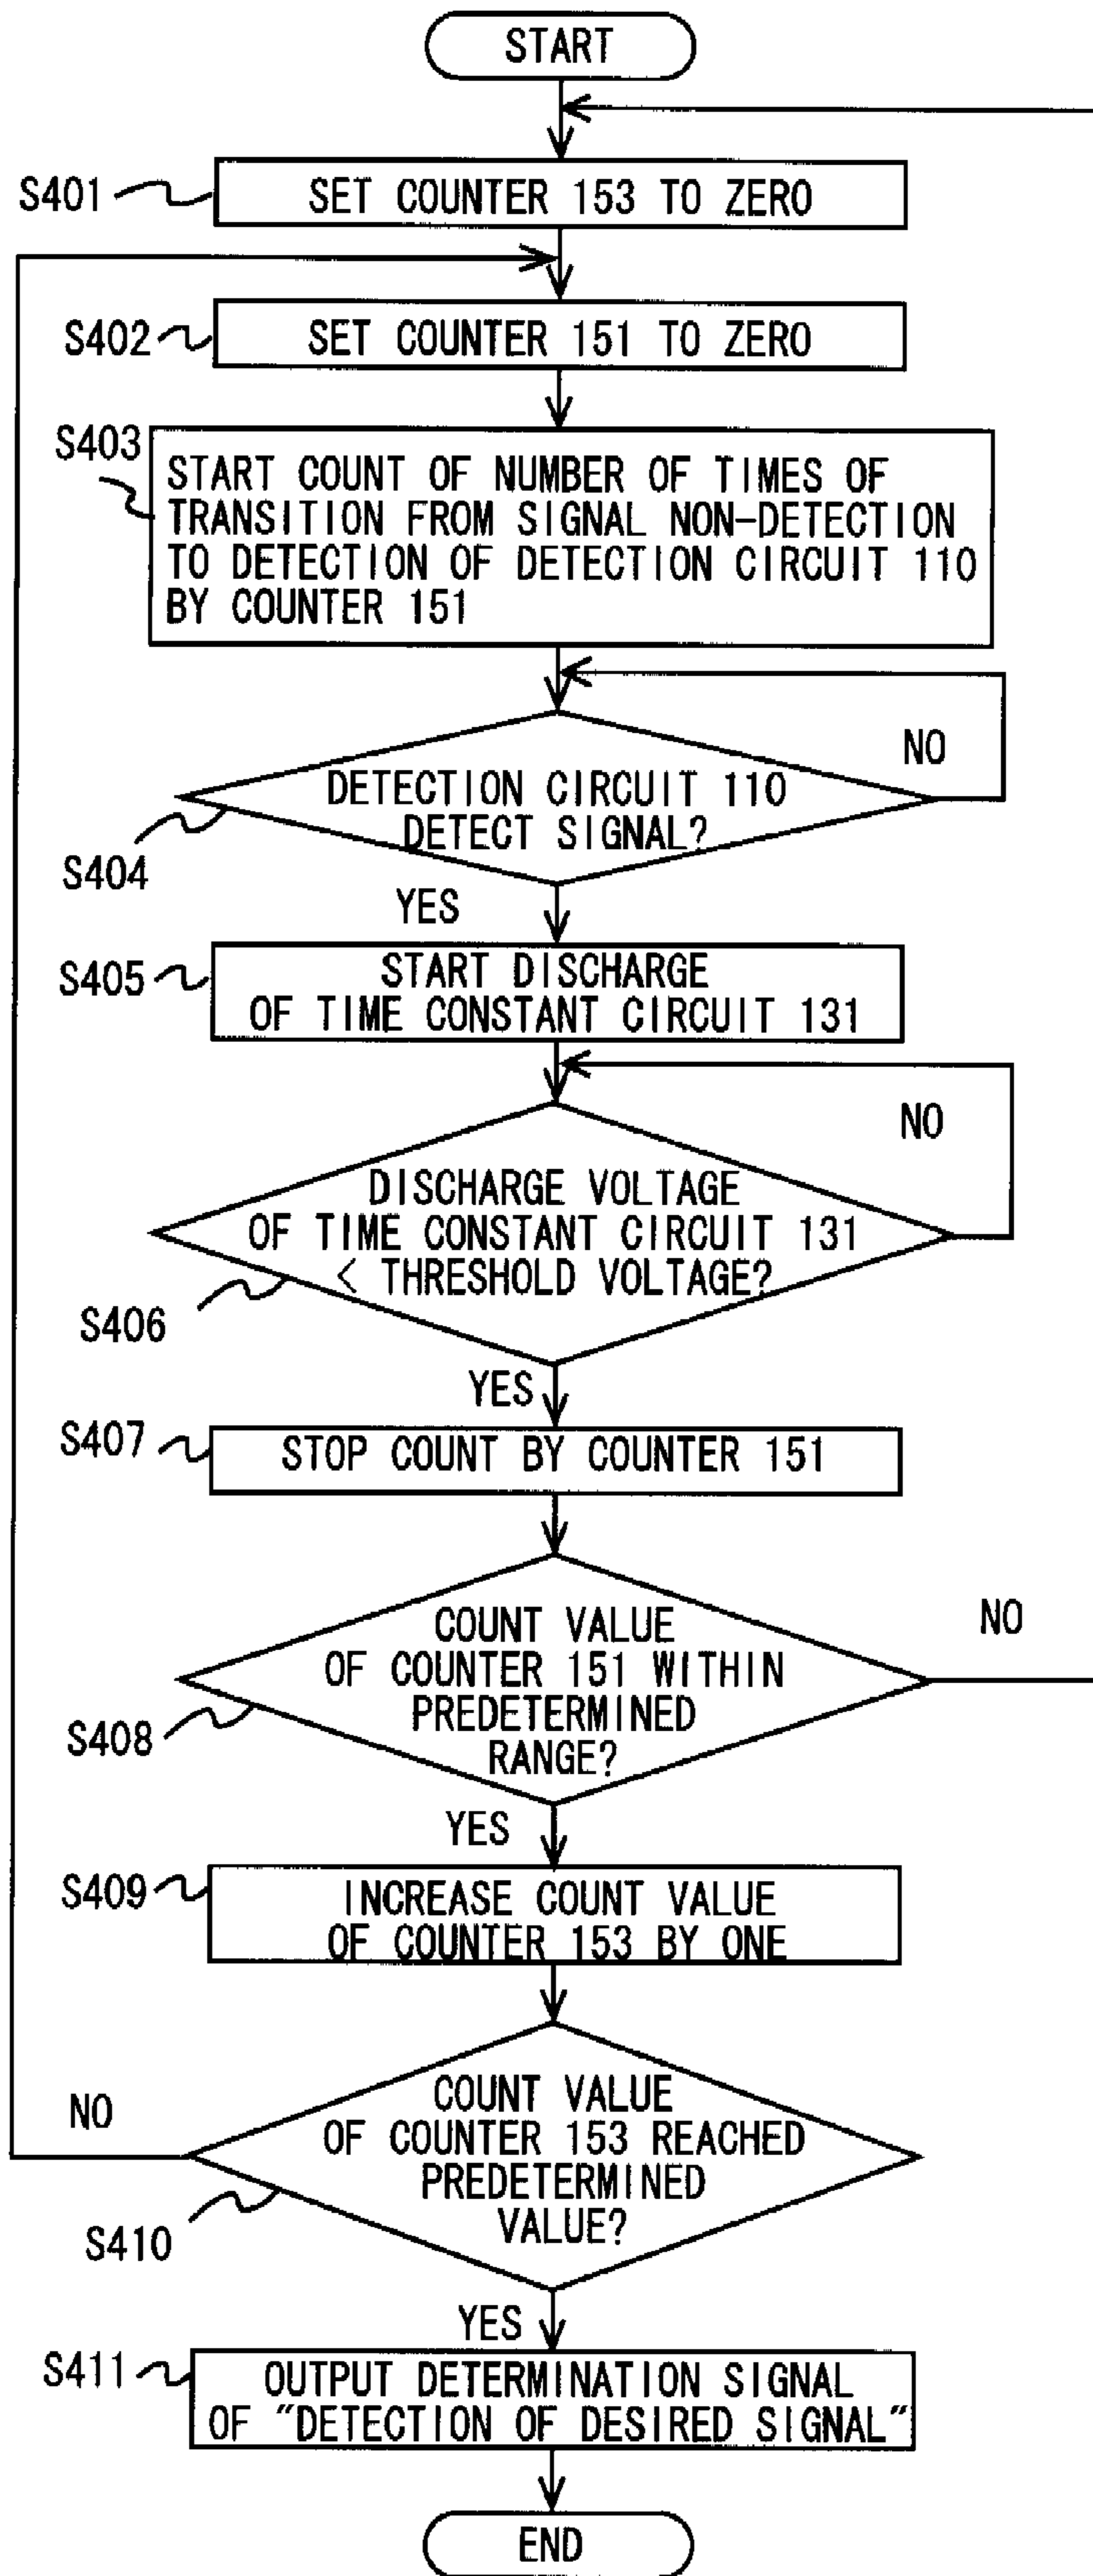 START
S401
SET COUNTER 153 TO ZERO
S402
SET COUNTER 151 TO ZERO
S403
START COUNT OF NUMBER OF TIMES OF
TRANSITION FROM SIGNAL NON-DETECTION
TO DETECTION OF DETECTION CIRCUIT 110
BY COUNTER 151
NO
DETECTION CIRCUIT 110
DETECT SIGNAL?
S404
YES
S405
START DISCHARGE
OF TIME CONSTANT CIRCUIT 131
NO
DISCHARGE VOLTAGE
OF TIME CONSTANT CIRCUIT 131
< THRESHOLD VOLTAGE?
S406
YES
S407
STOP COUNT BY COUNTER 151
NO
COUNT VALUE
OF COUNTER 151 WITHIN
PREDETERMINED
RANGE?
S408
YES
S409
INCREASE COUNT VALUE
OF COUNTER 153 BY ONE
NO
COUNT VALUE
OF COUNTER 153 REACHED
PREDETERMINED
VALUE?
S410
YES
S411
OUTPUT DETERMINATION SIGNAL
OF "DETECTION OF DESIRED SIGNAL"
END